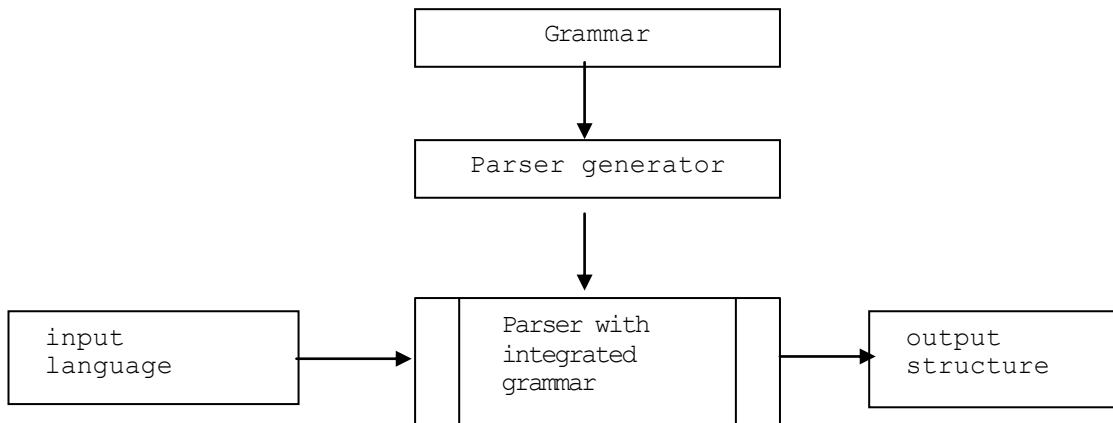 Grammar
Parser generator
input
language
Parser with
integrated
grammar
output
structure